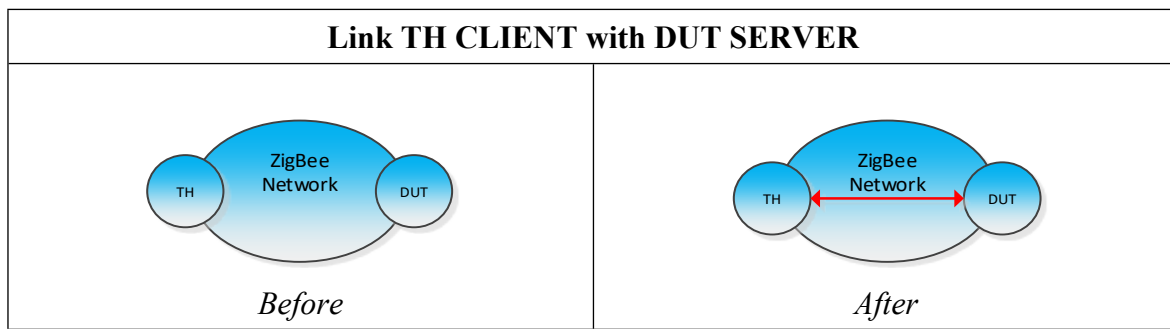 Link TH CLIENT with DUT SERVER
ZigBee
Network
TH
DUT
Before
ZigBee
Network
TH
DUT
After